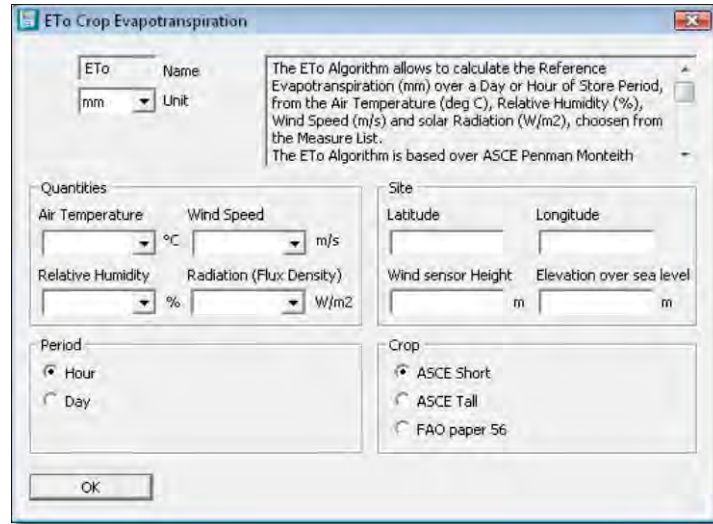 ETo Crop Evapotranspiration
ETo Name
mm Unit
The ETo Algorithm allows to calculate the Reference
Evapotranspiration (mm) over a Day or Hour of Store Period,
from the Air Temperature (deg C), Relative Humidity (%),
Wind Speed (m/s) and solar Radiation (W/m2), choosen from
the Measure List.
The ETo Algorithm is based over ASCE Penman Monteith
Quantities
Air Temperature Wind Speed
°C m/s
Relative Humidity Radiation (Flux Density)
% W/m2
Site
Latitude Longitude
Wind sensor Height Elevation over sea level
m m
Period
Hour
Day
Crop
ASCE Short
ASCE Tall
FAO paper 56
OK